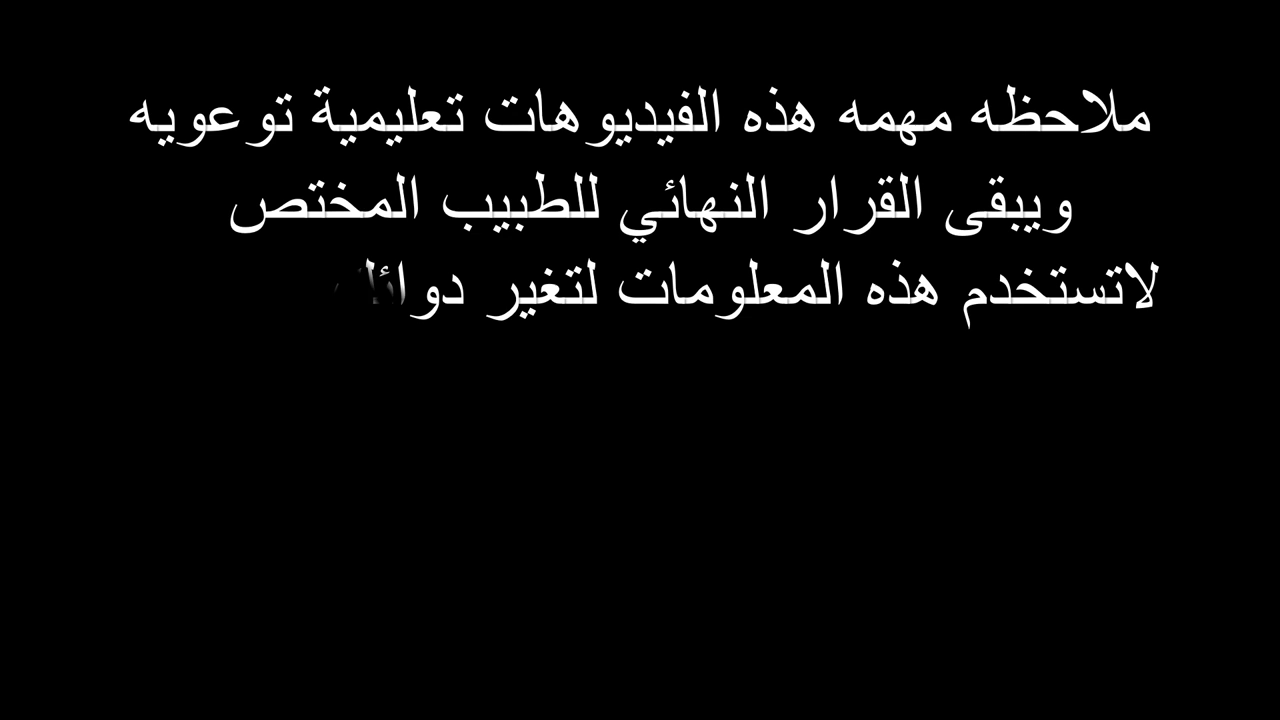 ملاحظه مهمه هذه الفيديوهات تعليمية توعويه
ويبقى القرار النهائي للطبيب المختص
لاتستخدم هذه المعلومات لتغير